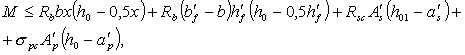 M ≤ R_b bx(h_0 − 0,5x) + R_b(b'_f − b)h'_f(h_0 − 0,5h'_f) + R_sc A'_s(h_01 − a'_s) +
+ σ_pc A'_p(h_0 − a'_p),